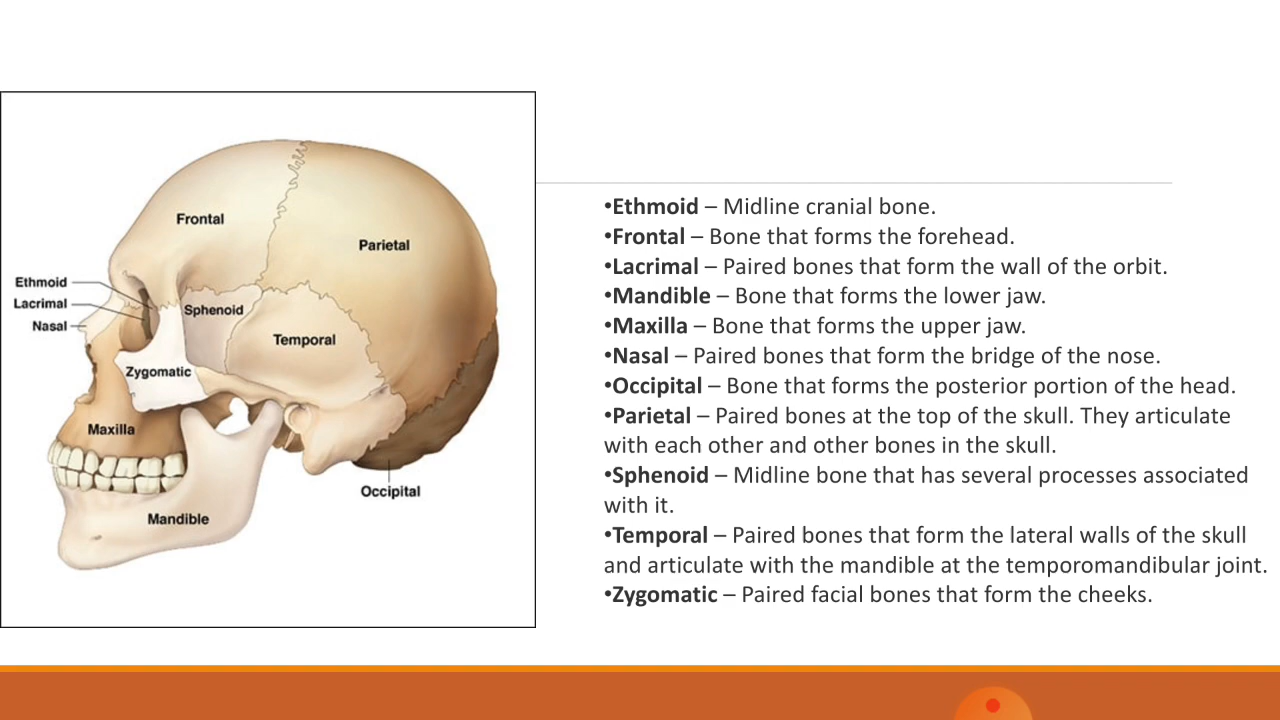 Frontal
Parietal
Ethmoid
Lacrimal
Nasal
Sphenoid
Temporal
Zygomatic
Maxilla
Occipital
Mandible
•Ethmoid – Midline cranial bone.
•Frontal – Bone that forms the forehead.
•Lacrimal – Paired bones that form the wall of the orbit.
•Mandible – Bone that forms the lower jaw.
•Maxilla – Bone that forms the upper jaw.
•Nasal – Paired bones that form the bridge of the nose.
•Occipital – Bone that forms the posterior portion of the head.
•Parietal – Paired bones at the top of the skull. They articulate
with each other and other bones in the skull.
•Sphenoid – Midline bone that has several processes associated
with it.
•Temporal – Paired bones that form the lateral walls of the skull
and articulate with the mandible at the temporomandibular joint.
•Zygomatic – Paired facial bones that form the cheeks.